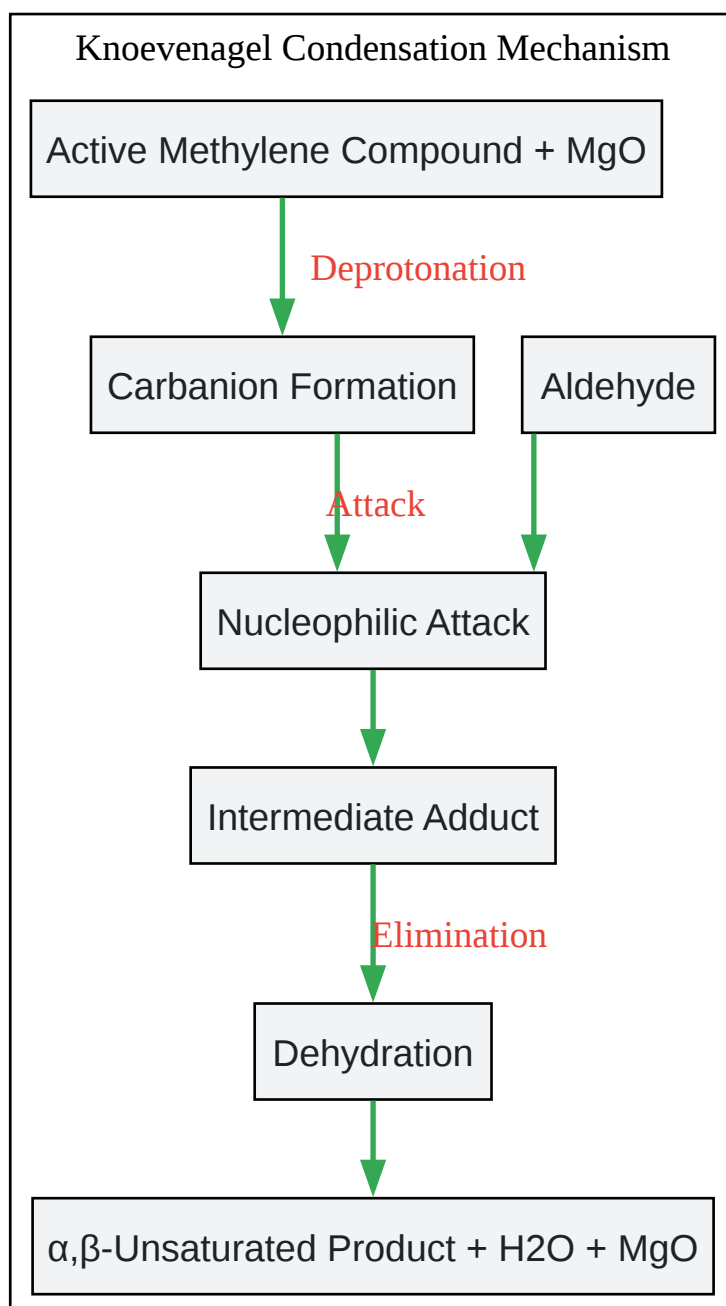 Knoevenagel Condensation Mechanism
Active Methylene Compound + MgO
Deprotonation
Carbanion Formation
Aldehyde
Attack
Nucleophilic Attack
Intermediate Adduct
Elimination
Dehydration
α,β-Unsaturated Product + H2O + MgO